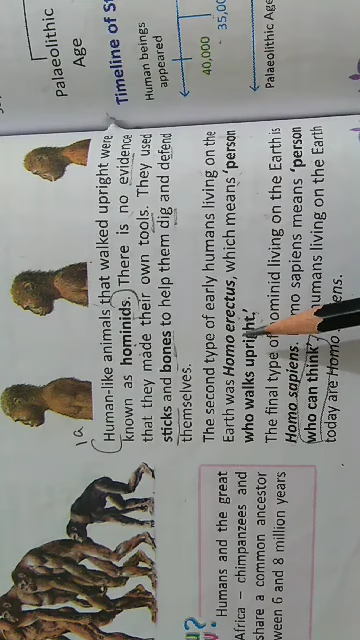 Palaeolithic
Age
Timeline of St
Human beings
appeared
40,000
35,00
Palaeolithic Age
1a
Human-like animals that walked upright were
known as hominids. There is no evidence
that they made their own tools. They used
sticks and bones to help them dig and defend
themselves.
The second type of early humans living on the
Earth was Homo erectus, which means 'person
who walks upright.'
The final type of hominid living on the Earth is
Homo sapiens. mo sapiens means 'person
who can think'. humans living on the Earth
today are Homo ens.
u?
Humans and the great
Africa – chimpanzees and
share a common ancestor
ween 6 and 8 million years